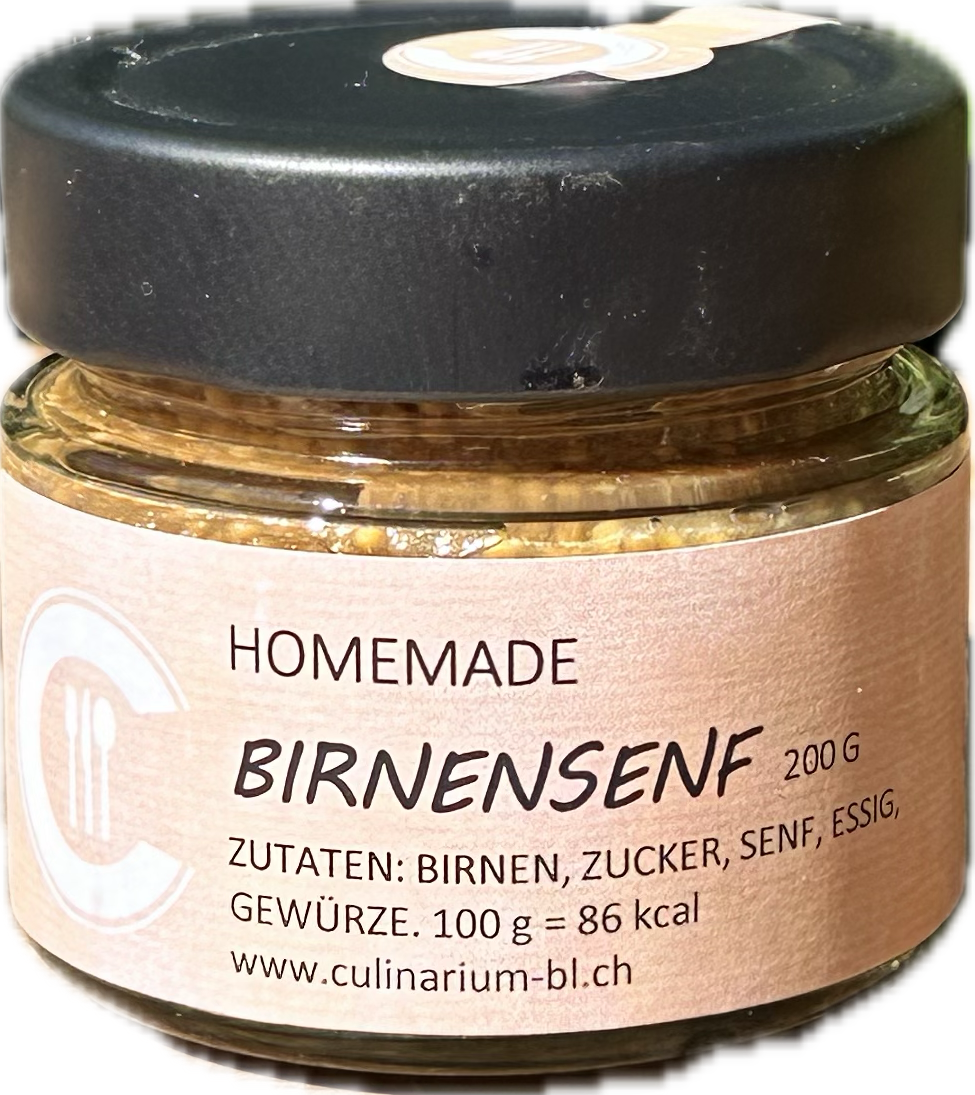 HOMEMADE
BIRNENSENF 200 G
ZUTATEN: BIRNEN, ZUCKER, SENF, ESSIG,
GEWÜRZE. 100 g = 86 kcal
www.culinarium-bl.ch